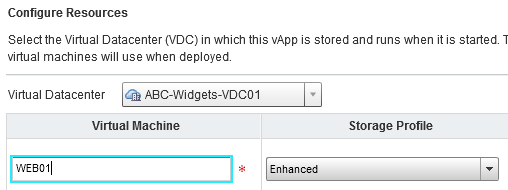 Configure Resources
Select the Virtual Datacenter (VDC) in which this vApp is stored and runs when it is started. T
virtual machines will use when deployed.
Virtual Datacenter ABC-Widgets-VDC01
Virtual Machine Storage Profile
WEB01 * Enhanced